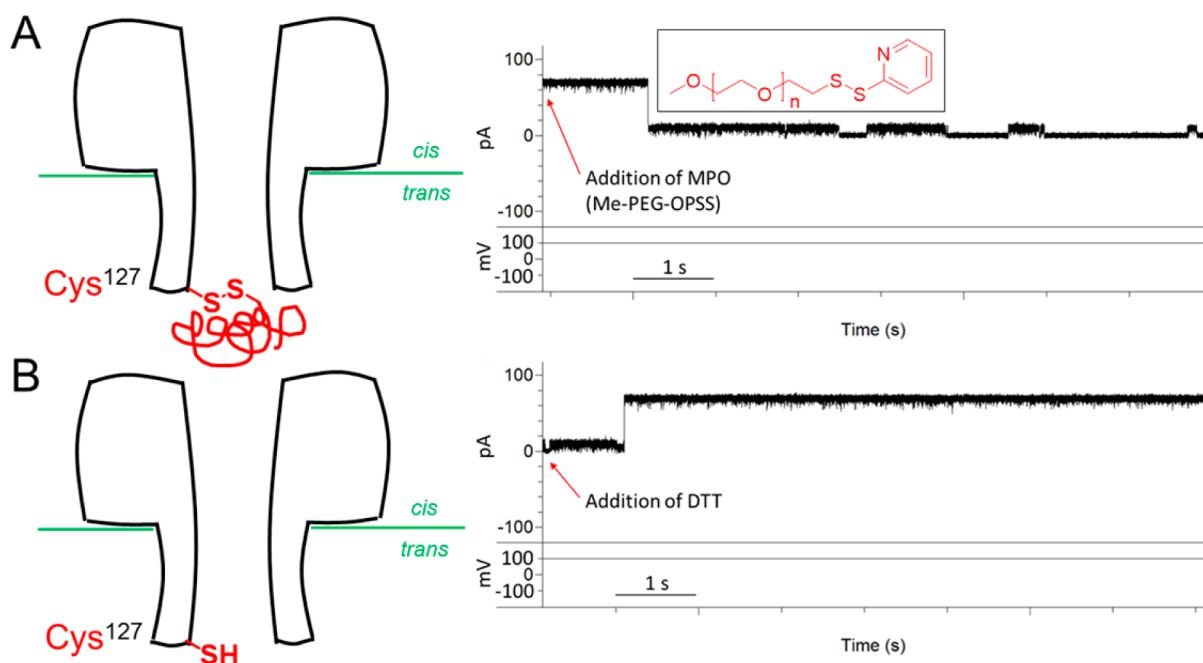 A
cis
trans
Cys127
S
S
100
0
-100
pA
O
O
n
S
S
N
Addition of MPO
(Me-PEG-OPSS)
100
0
-100
mV
1 s
Time (s)
B
cis
trans
Cys127
SH
100
0
-100
pA
Addition of DTT
100
0
-100
mV
1 s
Time (s)